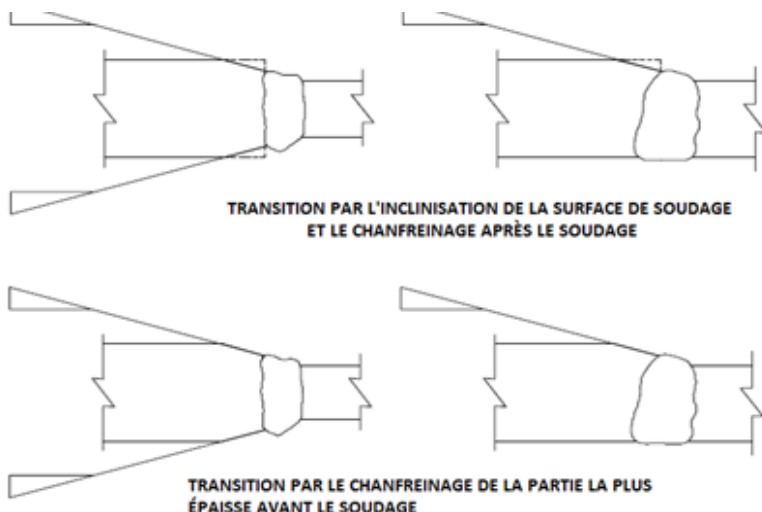 TRANSITION PAR L'INCLINISATION DE LA SURFACE DE SOUDAGE
ET LE CHANFREINAGE APRÈS LE SOUDAGE
TRANSITION PAR LE CHANFREINAGE DE LA PARTIE LA PLUS
ÉPAISSE AVANT LE SOUDAGE